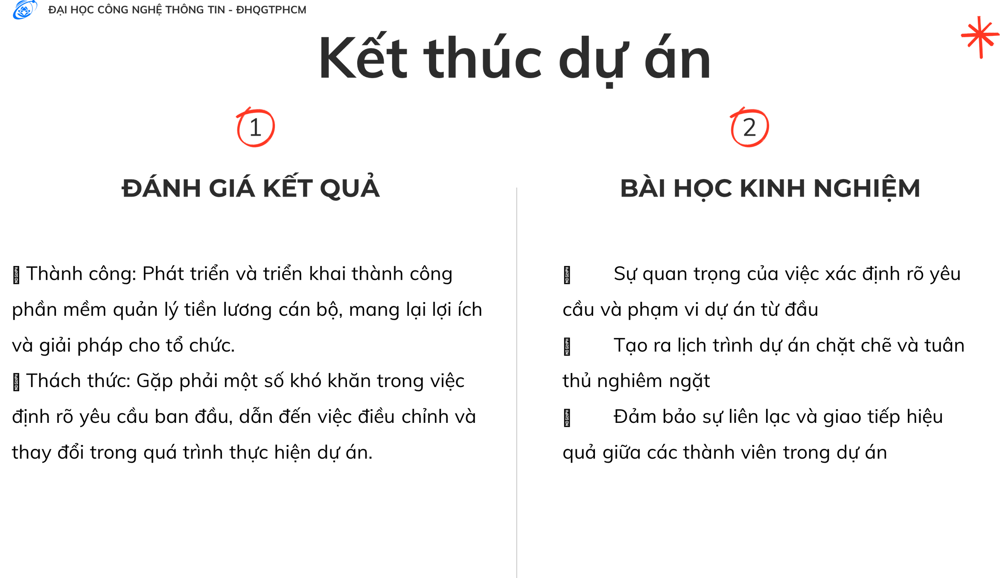 ĐẠI HỌC CÔNG NGHỆ THÔNG TIN - ĐHQGTPHCM
Kết thúc dự án
1
ĐÁNH GIÁ KẾT QUẢ
Thành công: Phát triển và triển khai thành công
phần mềm quản lý tiền lương cán bộ, mang lại lợi ích
và giải pháp cho tổ chức.
Thách thức: Gặp phải một số khó khăn trong việc
định rõ yêu cầu ban đầu, dẫn đến việc điều chỉnh và
thay đổi trong quá trình thực hiện dự án.
2
BÀI HỌC KINH NGHIỆM
Sự quan trọng của việc xác định rõ yêu
cầu và phạm vi dự án từ đầu
Tạo ra lịch trình dự án chặt chẽ và tuân
thủ nghiêm ngặt
Đảm bảo sự liên lạc và giao tiếp hiệu
quả giữa các thành viên trong dự án